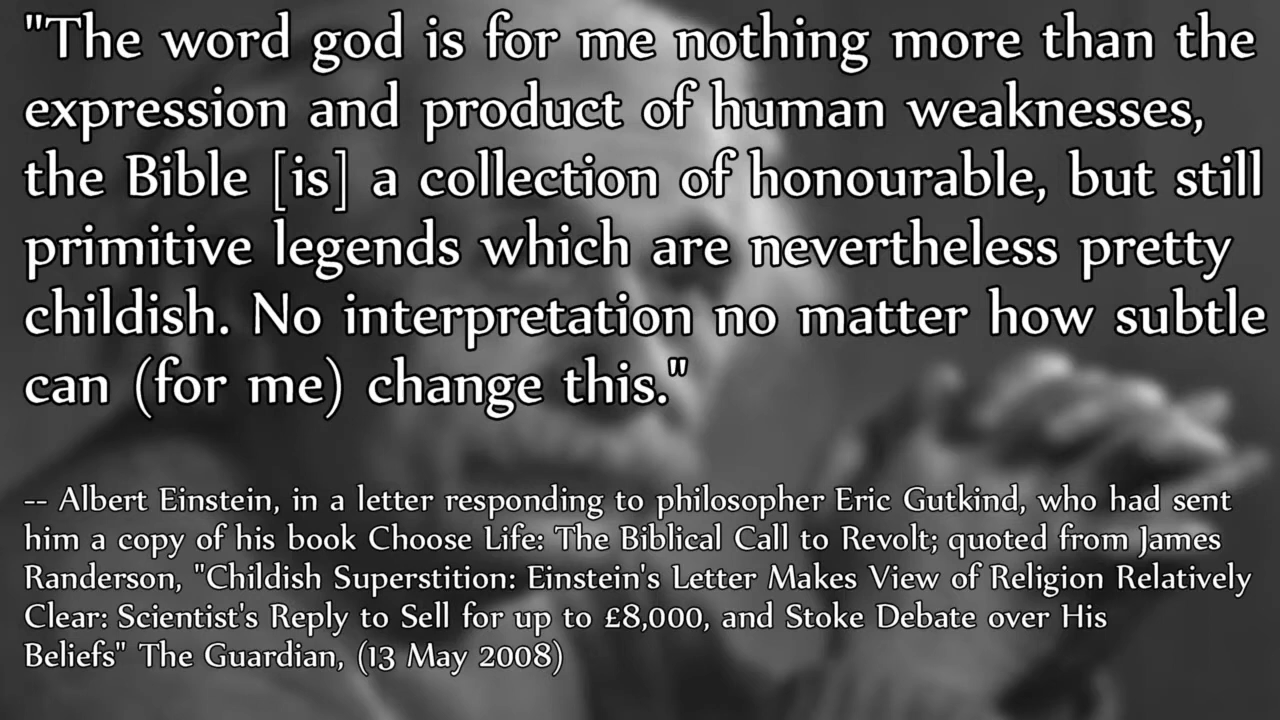 "The word god is for me nothing more than the
expression and product of human weaknesses,
the Bible [is] a collection of honourable, but still
primitive legends which are nevertheless pretty
childish. No interpretation no matter how subtle
can (for me) change this."
-- Albert Einstein, in a letter responding to philosopher Eric Gutkind, who had sent
him a copy of his book Choose Life: The Biblical Call to Revolt; quoted from James
Randerson, "Childish Superstition: Einstein's Letter Makes View of Religion Relatively
Clear: Scientist's Reply to Sell for up to £8,000, and Stoke Debate over His
Beliefs" The Guardian, (13 May 2008)